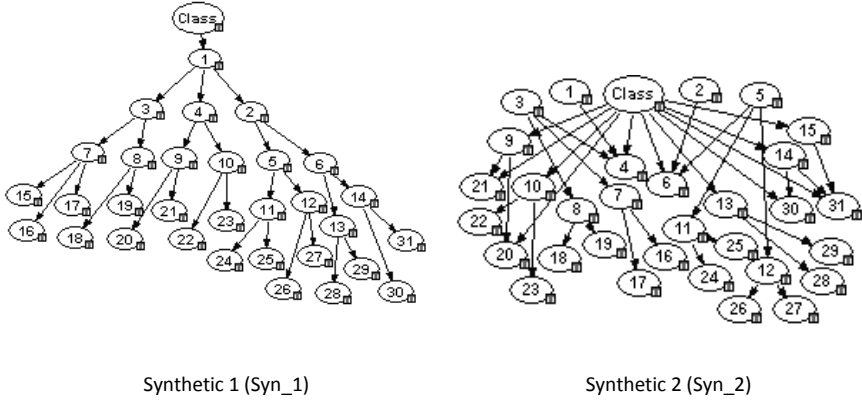 Class
1
3 4 2
7 8 9 10 5 6
15 16 17 18 19 20 21 22 23 11 12 13 14
24 25 26 27 28 29 30 31
Class
3 1 2 5
9 15
4 14
21 10 7 6
22 8 13 30 31
20 18 19 16 11 25 29
23 17 24 12 28
26 27
Synthetic 1 (Syn_1)
Synthetic 2 (Syn_2)